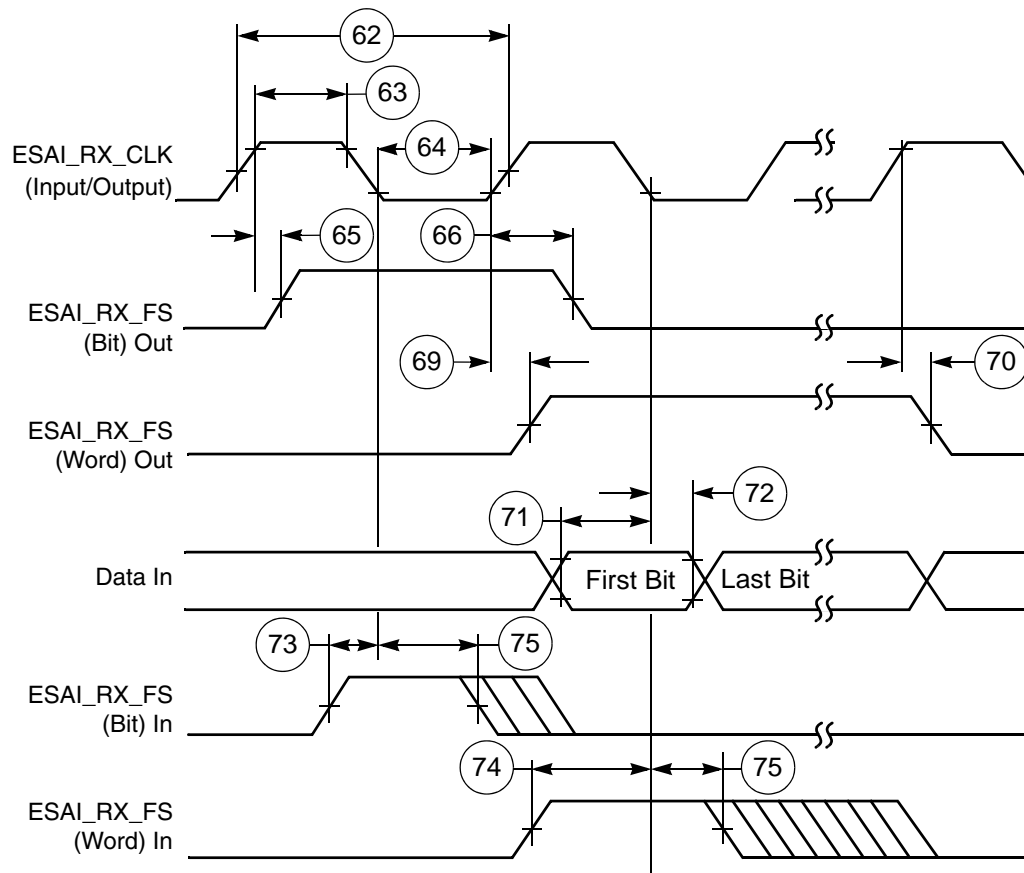 62
63
64
ESAI_RX_CLK
(Input/Output)
65
66
ESAI_RX_FS
(Bit) Out
69
70
ESAI_RX_FS
(Word) Out
71
72
Data In
First Bit
Last Bit
73
75
ESAI_RX_FS
(Bit) In
74
75
ESAI_RX_FS
(Word) In